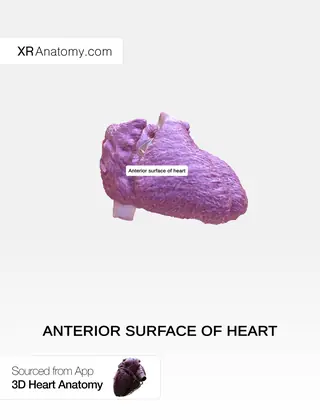 XRAnatomy.com
Anterior surface of heart
ANTERIOR SURFACE OF HEART
Sourced from App
3D Heart Anatomy